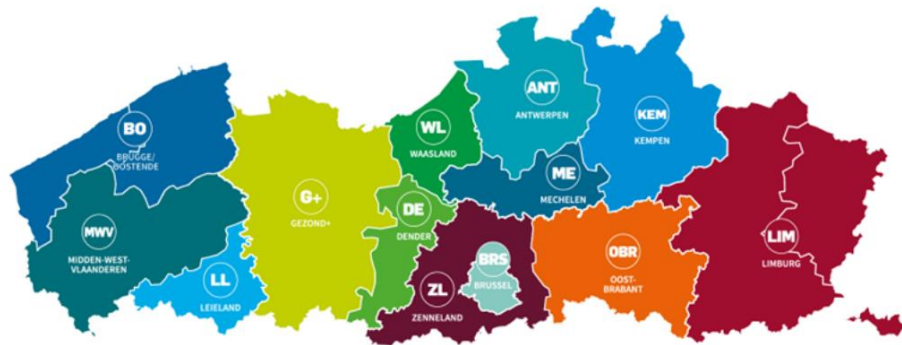 BO
BRUGGE/
OOSTENDE
MWV
MIDDEN-WEST-
VLAANDEREN
LL
LEIELAND
G+
GEZOND+
WL
WAASLAND
DE
DENDER
ANT
ANTWERPEN
ME
MECHELEN
KEM
KEMPEN
ZL
ZENNELAND
BRS
BRUSSEL
OBR
OOST-
BRABANT
LIM
LIMBURG